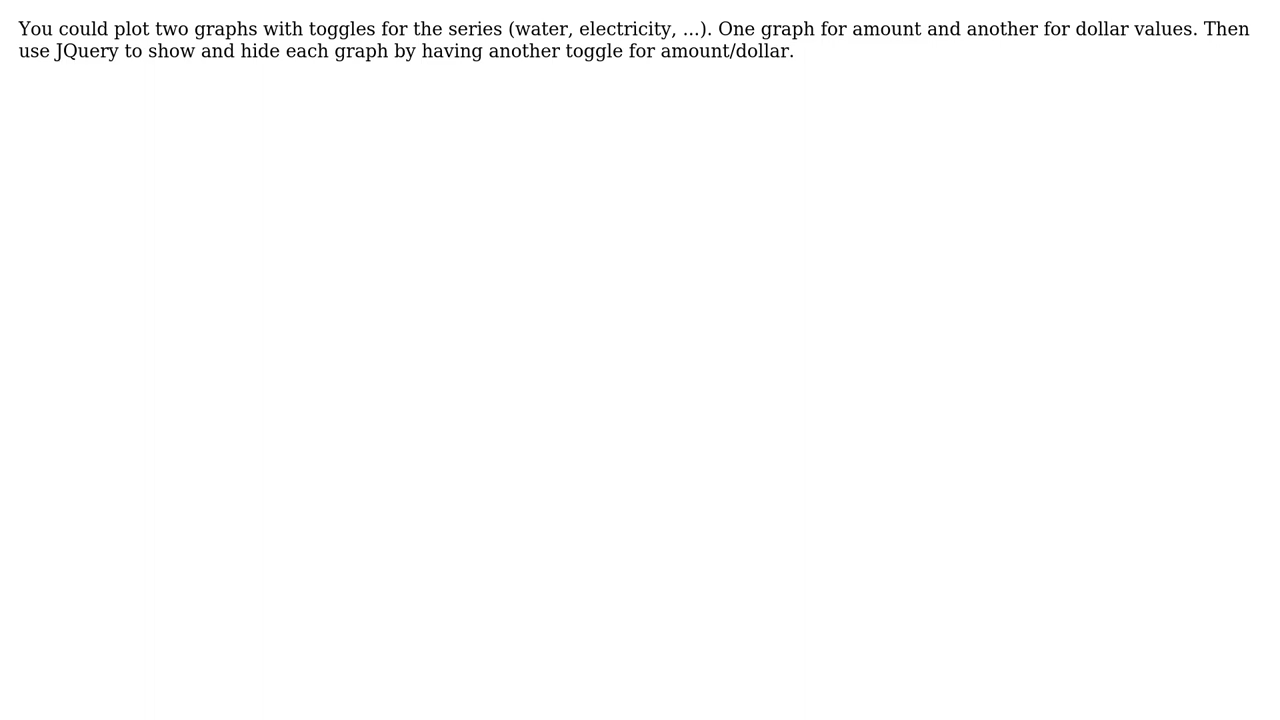 You could plot two graphs with toggles for the series (water, electricity, ...). One graph for amount and another for dollar values. Then
use JQuery to show and hide each graph by having another toggle for amount/dollar.